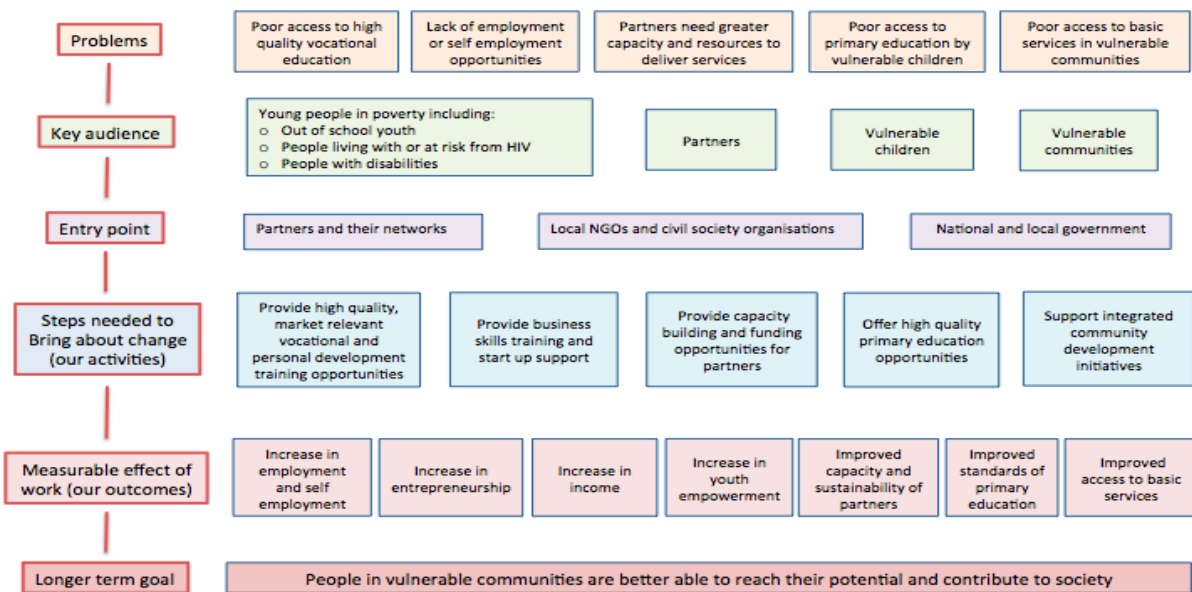 Problems
Poor access to high
quality vocational
education
Lack of employment
or self employment
opportunities
Partners need greater
capacity and resources to
deliver services
Poor access to
primary education by
vulnerable children
Poor access to basic
services in vulnerable
communities
Key audience
Young people in poverty including:
o Out of school youth
o People living with or at risk from HIV
o People with disabilities
Partners
Vulnerable
children
Vulnerable
communities
Entry point
Partners and their networks
Local NGOs and civil society organisations
National and local government
Steps needed to
Bring about change
(our activities)
Provide high quality,
market relevant
vocational and
personal development
training opportunities
Provide business
skills training and
start up support
Provide capacity
building and funding
opportunities for
partners
Offer high quality
primary education
opportunities
Support integrated
community
development
initiatives
Measurable effect of
work (our outcomes)
Increase in
employment
and self
employment
Increase in
entrepreneurship
Increase in
income
Increase in
youth
empowerment
Improved
capacity and
sustainability of
partners
Improved
standards of
primary
education
Improved
access to basic
services
Longer term goal
People in vulnerable communities are better able to reach their potential and contribute to society